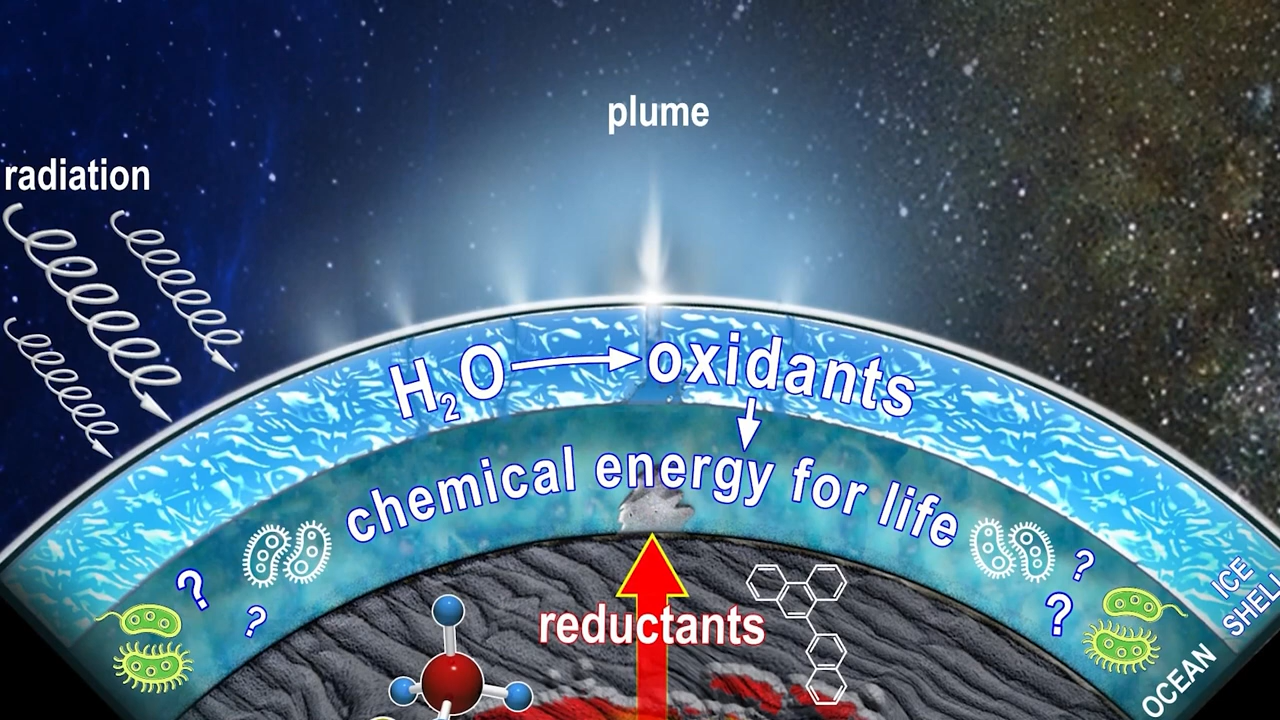 plume
radiation
H₂O → oxidants
chemical energy for life
? ?
? ?
ICE
SHELL
OCEAN
reductants